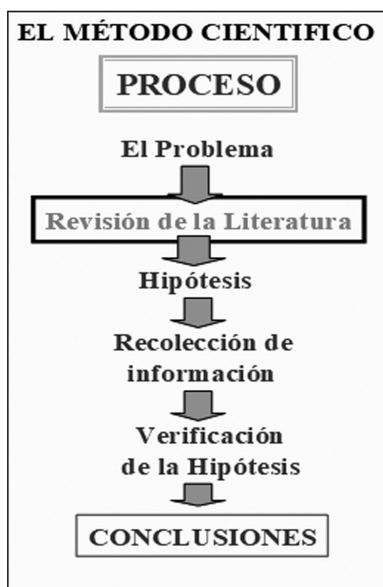 EL MÉTODO CIENTIFICO
PROCESO
El Problema
Revisión de la Literatura
Hipótesis
Recolección de
información
Verificación
de la Hipótesis
CONCLUSIONES